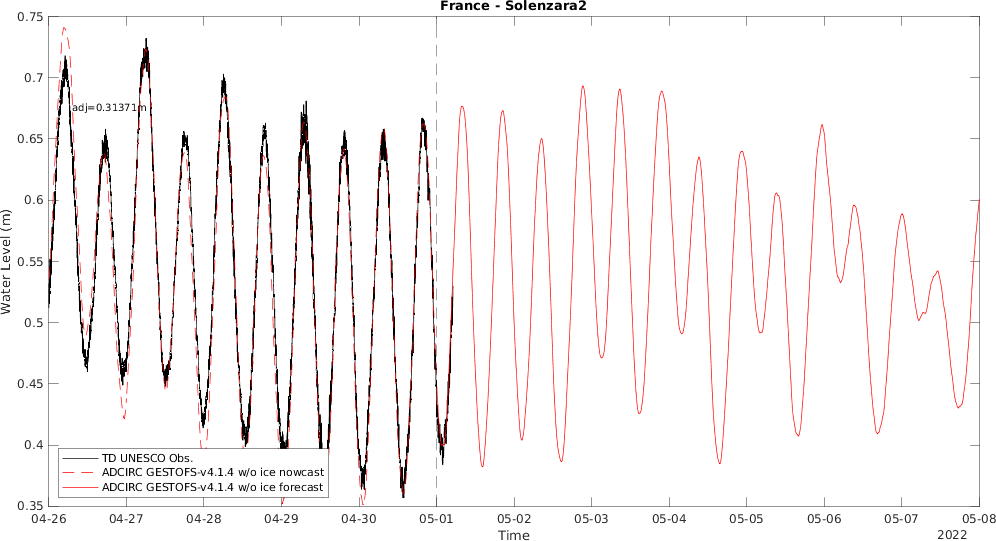 France - Solenzara2
Water Level (m)
0.75
0.7
0.65
0.6
0.55
0.5
0.45
0.4
0.35
adj=0.31371m
TD UNESCO Obs.
ADCIRC GESTOFS-v4.1.4 w/o ice nowcast
ADCIRC GESTOFS-v4.1.4 w/o ice forecast
04-26 04-27 04-28 04-29 04-30 05-01 05-02 05-03 05-04 05-05 05-06 05-07 05-08
Time
2022